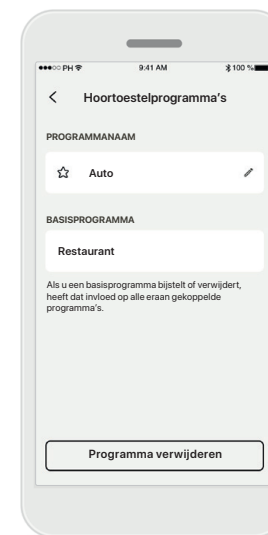 ●●●○○ PH 9:41 AM 100 %
Hoortoestelprogramma's
PROGRAMMANAAM
Auto
BASISPROGRAMMA
Restaurant
Als u een basisprogramma bijstelt of verwijdert,
heeft dat invloed op alle eraan gekoppelde
programma's.
Programma verwijderen